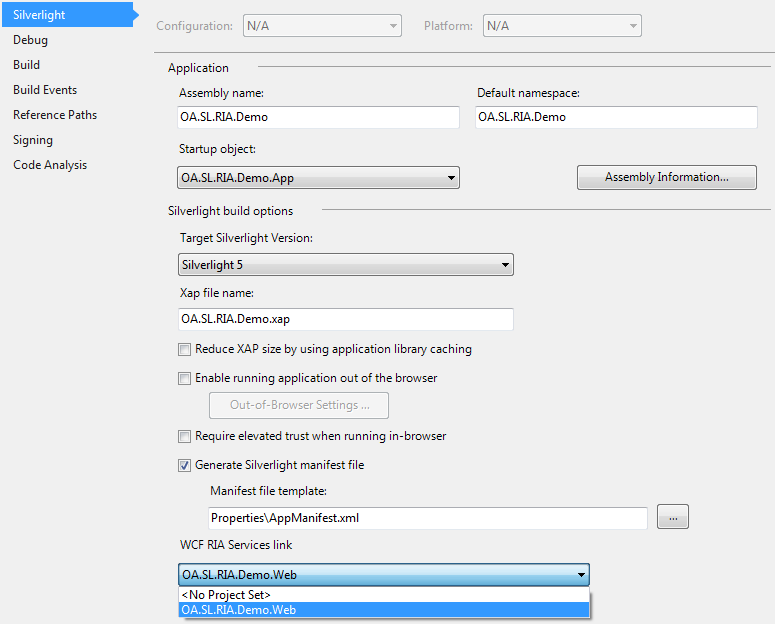 Silverlight
Debug
Build
Build Events
Reference Paths
Signing
Code Analysis
Configuration: N/A Platform: N/A
Application
Assembly name: Default namespace:
OA.SL.RIA.Demo OA.SL.RIA.Demo
Startup object:
OA.SL.RIA.Demo.App Assembly Information...
Silverlight build options
Target Silverlight Version:
Silverlight 5
Xap file name:
OA.SL.RIA.Demo.xap
Reduce XAP size by using application library caching
Enable running application out of the browser
Out-of-Browser Settings ...
Require elevated trust when running in-browser
Generate Silverlight manifest file
Manifest file template:
Properties\AppManifest.xml ...
WCF RIA Services link
OA.SL.RIA.Demo.Web
<No Project Set>
OA.SL.RIA.Demo.Web